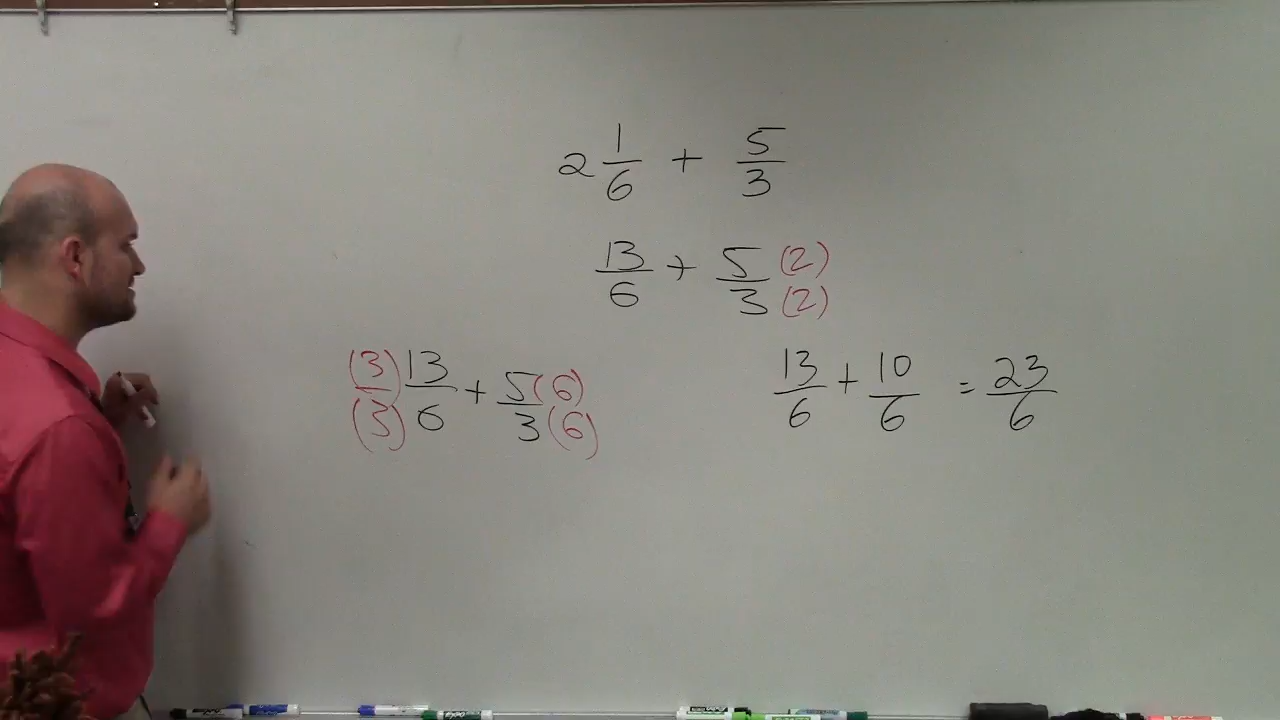 2 1/6 + 5/3
13/6 + 5(2)/3(2)
(3)13/(3)6 + 5(6)/3(6)
13/6 + 10/6 = 23/6